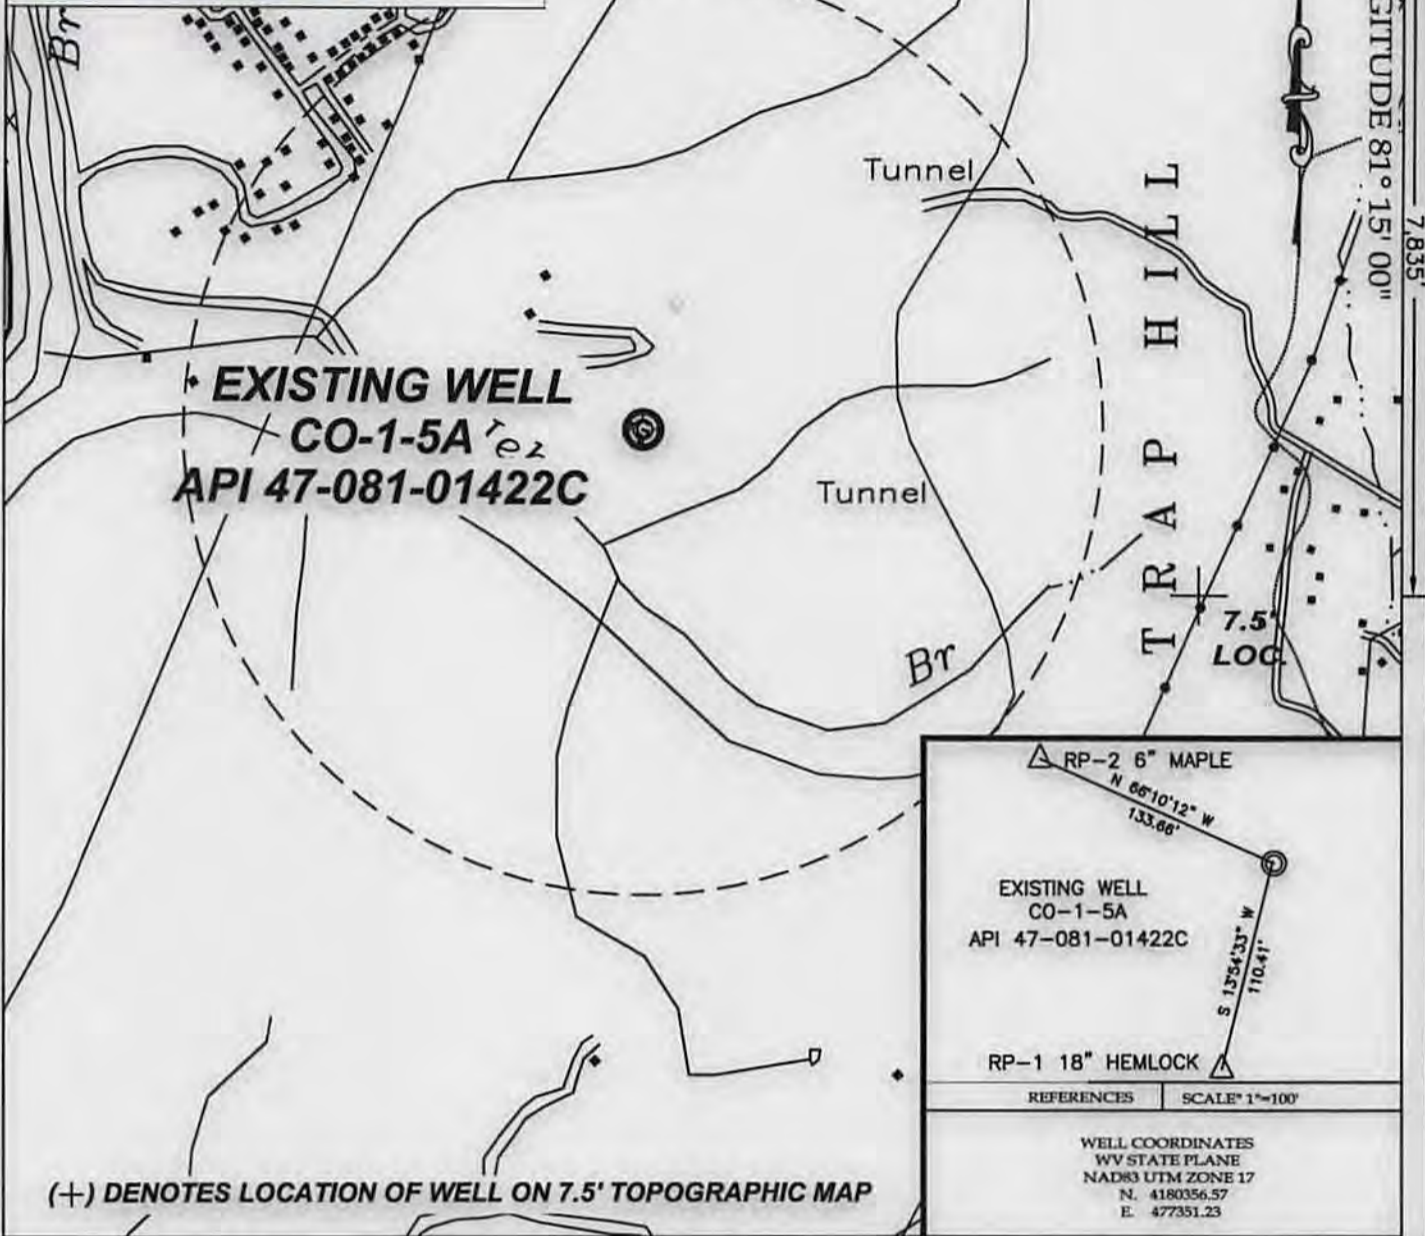 Br
GITUDE 81° 15' 00"
7,835'
Tunnel
TRAP HILL
EXISTING WELL
CO-1-5A
API 47-081-01422C
G
Tunnel
Br
7.5'
LOC.
RP-2 6" MAPLE
N 66°10'12" W
133.66'
EXISTING WELL
CO-1-5A
API 47-081-01422C
S 13°54'33" W
110.41'
RP-1 18" HEMLOCK
REFERENCES SCALE" 1"=100'
WELL COORDINATES
WV STATE PLANE
NAD83 UTM ZONE 17
N. 4180356.57
E. 477351.23
(+) DENOTES LOCATION OF WELL ON 7.5' TOPOGRAPHIC MAP